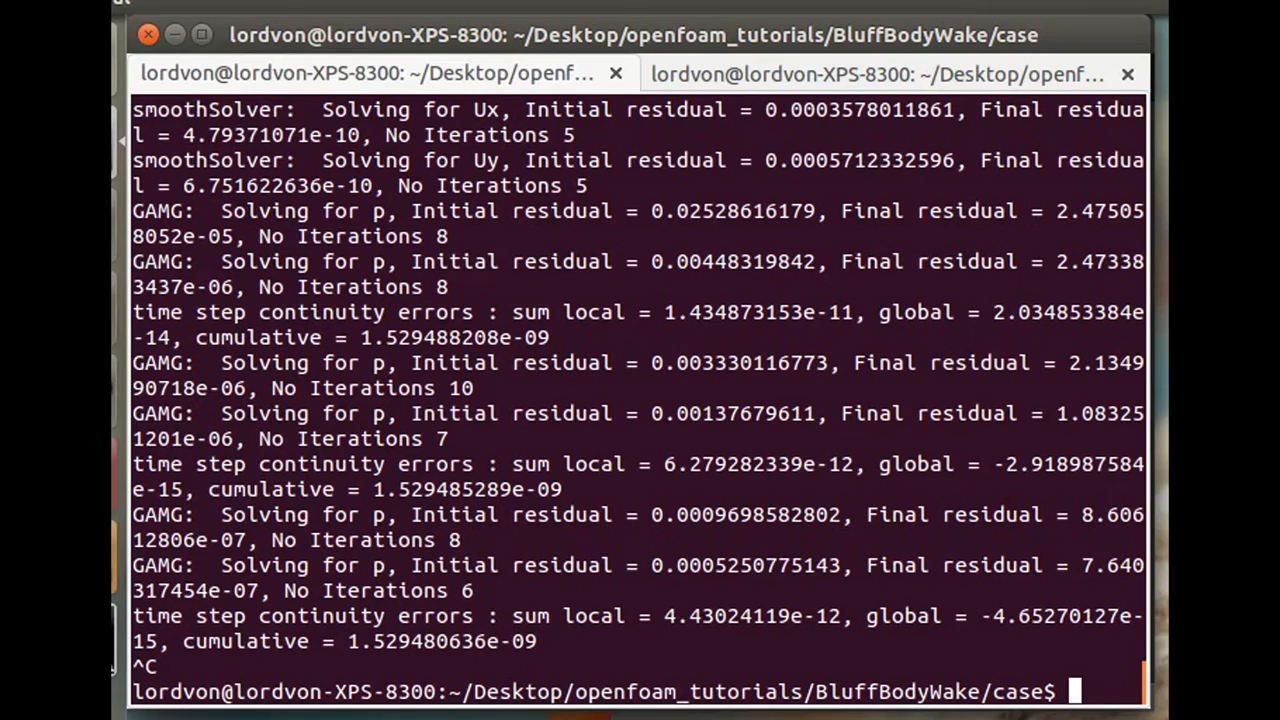 lordvon@lordvon-XPS-8300: ~/Desktop/openfoam_tutorials/BluffBodyWake/case
lordvon@lordvon-XPS-8300: ~/Desktop/openf... × lordvon@lordvon-XPS-8300: ~/Desktop/openf... ×
smoothSolver:  Solving for Ux, Initial residual = 0.0003578011861, Final residua
l = 4.79371071e-10, No Iterations 5
smoothSolver:  Solving for Uy, Initial residual = 0.0005712332596, Final residua
l = 6.751622636e-10, No Iterations 5
GAMG:  Solving for p, Initial residual = 0.02528616179, Final residual = 2.47505
8052e-05, No Iterations 8
GAMG:  Solving for p, Initial residual = 0.00448319842, Final residual = 2.47338
3437e-06, No Iterations 8
time step continuity errors : sum local = 1.434873153e-11, global = 2.034853384e
-14, cumulative = 1.529488208e-09
GAMG:  Solving for p, Initial residual = 0.003330116773, Final residual = 2.1349
90718e-06, No Iterations 10
GAMG:  Solving for p, Initial residual = 0.00137679611, Final residual = 1.08325
1201e-06, No Iterations 7
time step continuity errors : sum local = 6.279282339e-12, global = -2.918987584
e-15, cumulative = 1.529485289e-09
GAMG:  Solving for p, Initial residual = 0.0009698582802, Final residual = 8.606
12806e-07, No Iterations 8
GAMG:  Solving for p, Initial residual = 0.0005250775143, Final residual = 7.640
317454e-07, No Iterations 6
time step continuity errors : sum local = 4.43024119e-12, global = -4.65270127e-
15, cumulative = 1.529480636e-09
^C
lordvon@lordvon-XPS-8300:~/Desktop/openfoam_tutorials/BluffBodyWake/case$